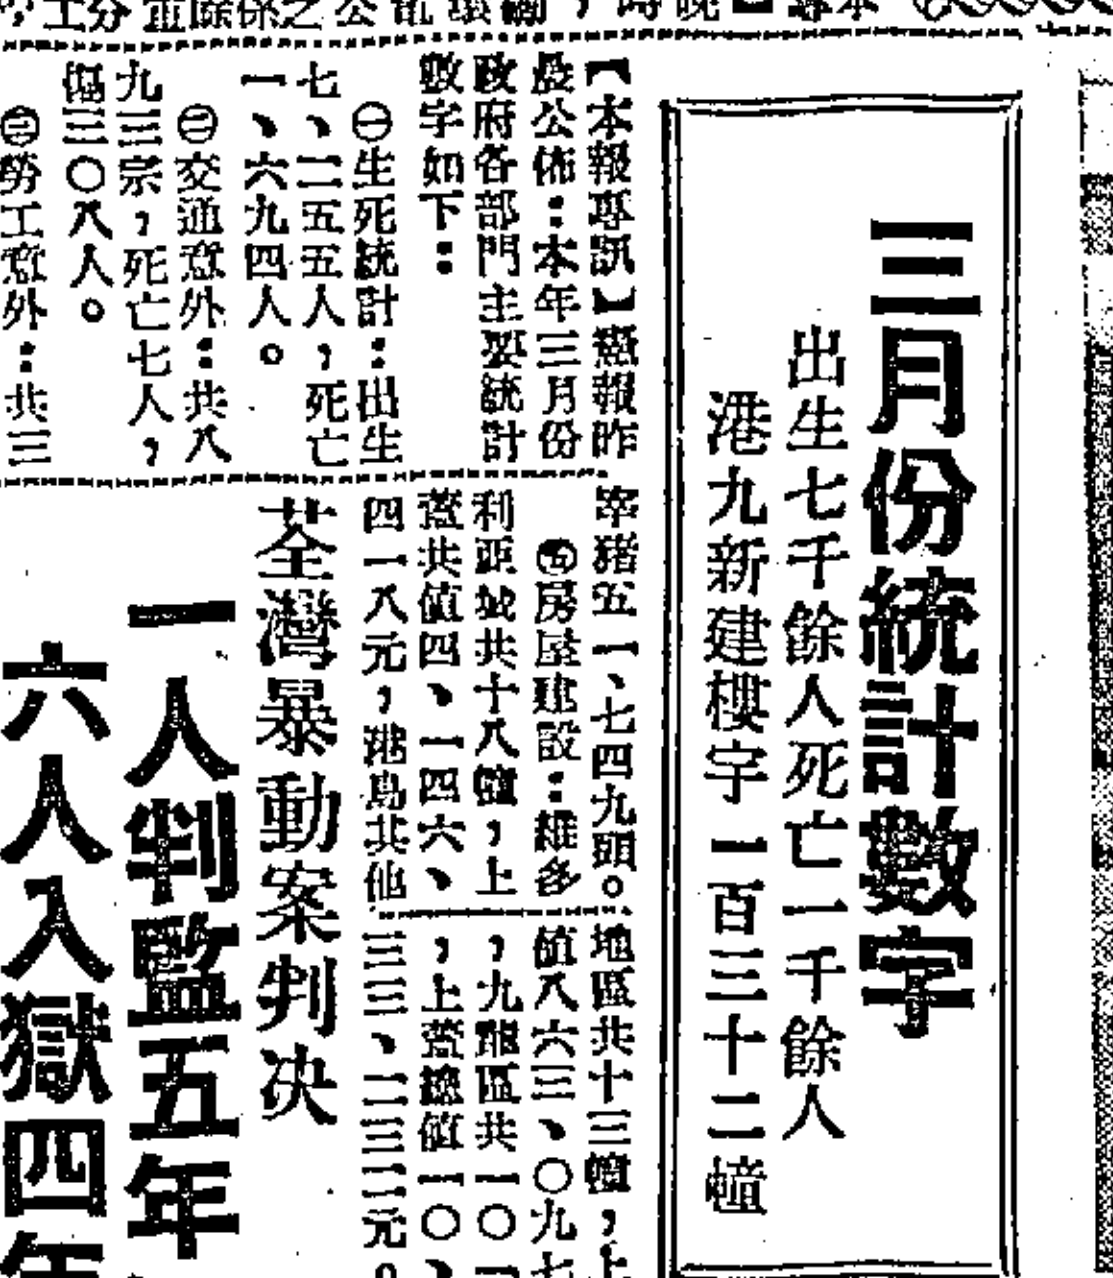 三月份統計數字
出生七千餘人死亡一千餘人
港九新建樓宇一百三十二幢
【本報專訊】憲報昨
晨公佈：本年三月份
政府各部門主要統計
數字如下：
㊀生死統計：出生
七、二五五人，死亡
一、六九四人。
㊁交通意外：共八
九三宗，死亡七人，
傷三〇八人。
㊂勞工意外：共三
宰猪五一、七四九頭。
㊄房屋建設：維多
利亞城共十八幢，上
蓋共值四、一四六、
四一八元，港島其他
地區共十三幢，上
值八六三、〇九七
，九龍區共一〇一
，上蓋總值一〇、
三三、二三二元。
荃灣暴動案判決
一人判監五年
六人入獄四年